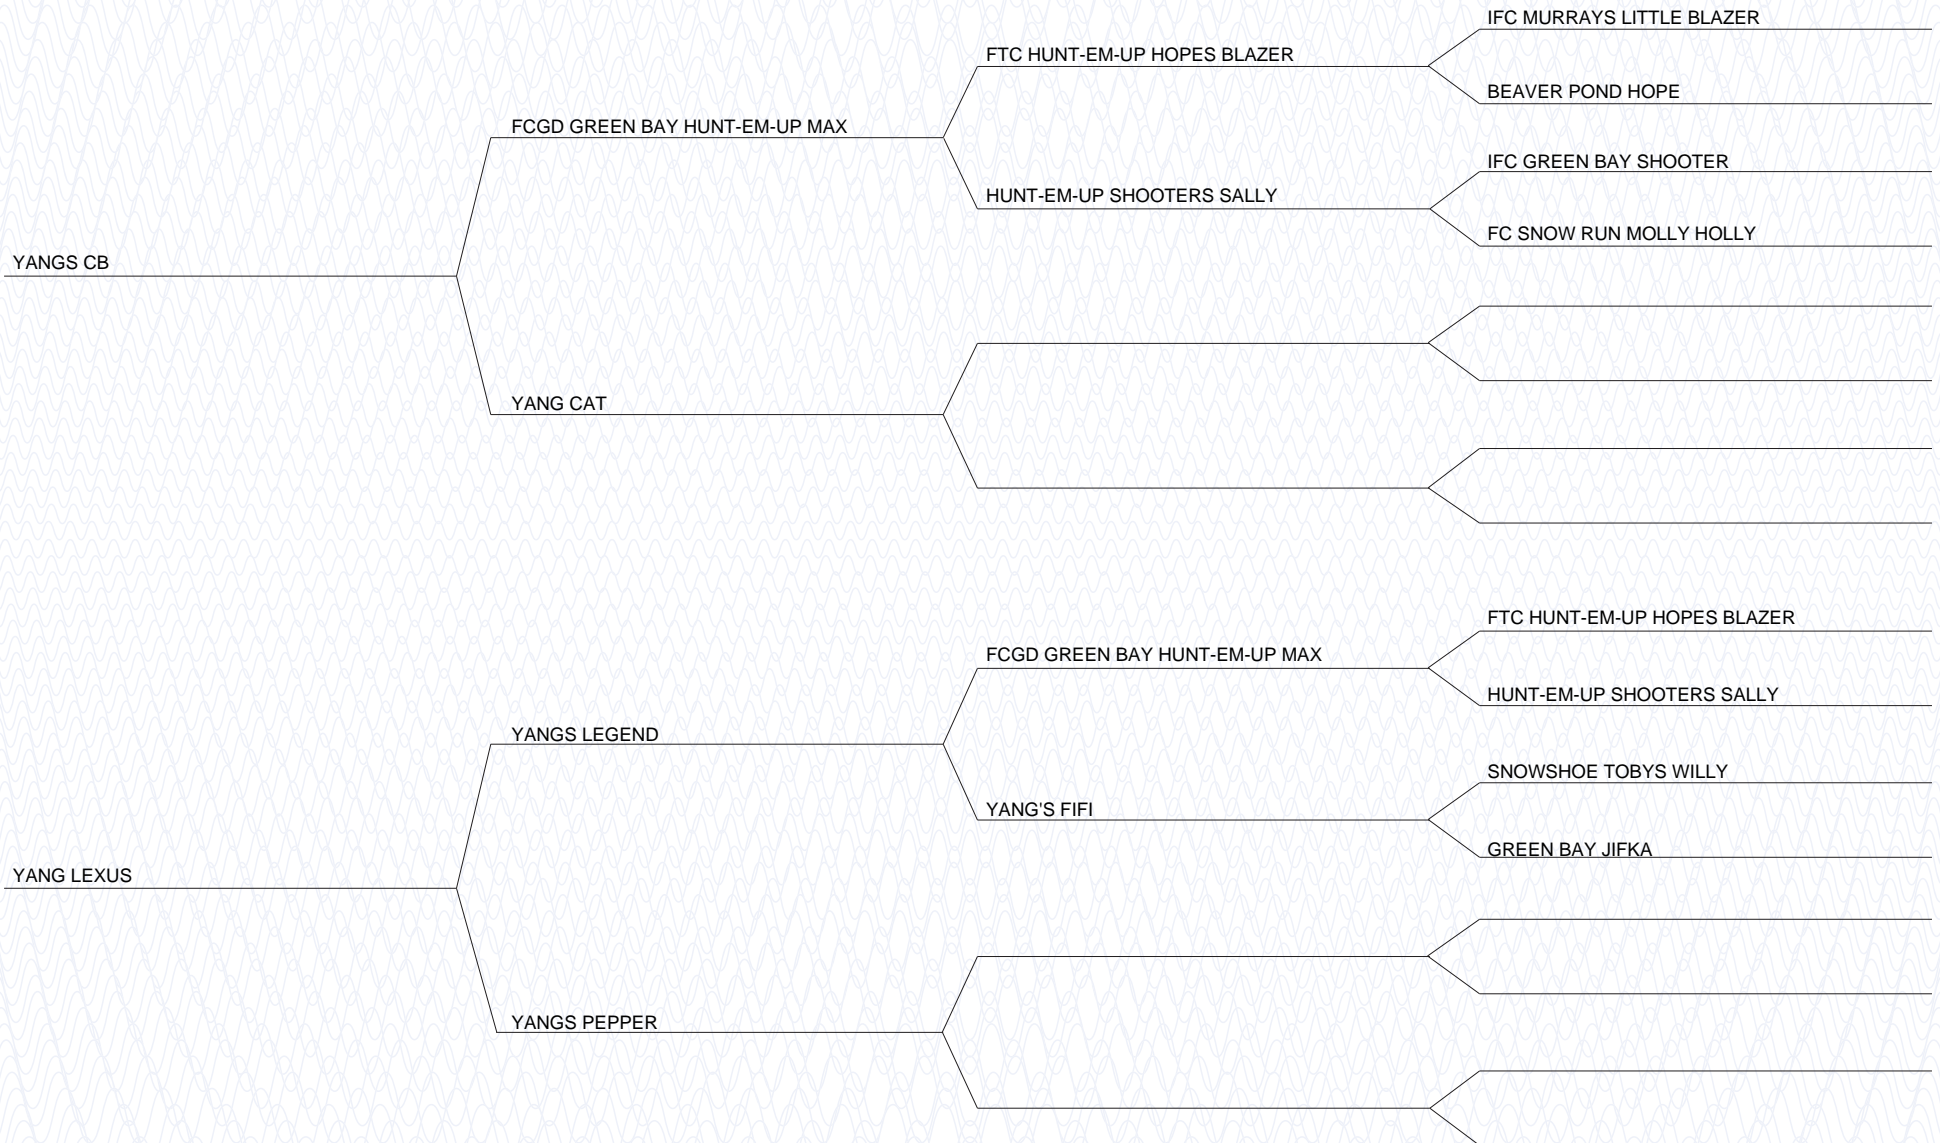 IFC MURRAYS LITTLE BLAZER
FTC HUNT-EM-UP HOPES BLAZER
BEAVER POND HOPE
FCGD GREEN BAY HUNT-EM-UP MAX
IFC GREEN BAY SHOOTER
HUNT-EM-UP SHOOTERS SALLY
FC SNOW RUN MOLLY HOLLY
YANGS CB
YANG CAT
FTC HUNT-EM-UP HOPES BLAZER
FCGD GREEN BAY HUNT-EM-UP MAX
HUNT-EM-UP SHOOTERS SALLY
YANGS LEGEND
SNOWSHOE TOBYS WILLY
YANG'S FIFI
GREEN BAY JIFKA
YANG LEXUS
YANGS PEPPER